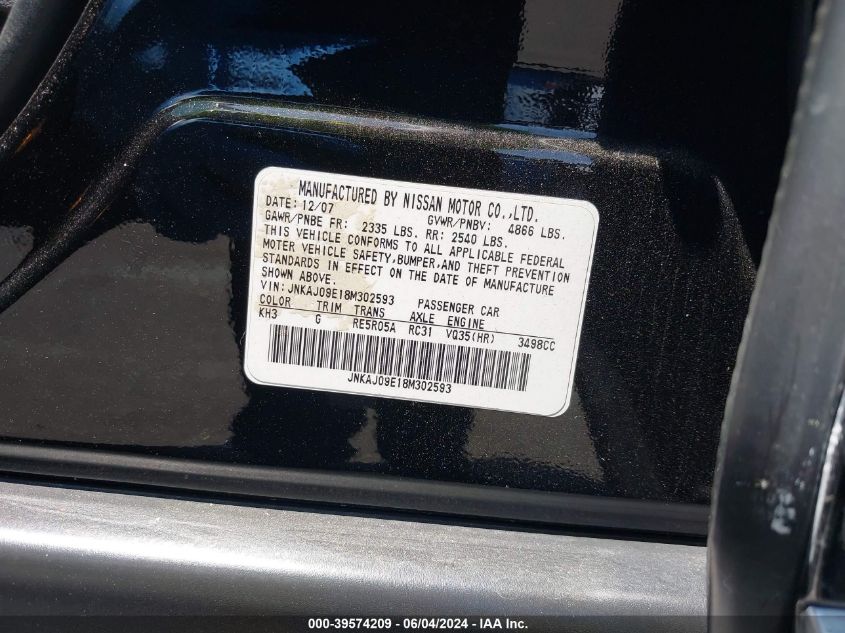 MANUFACTURED BY NISSAN MOTOR CO.,LTD.
DATE: 12/07 GVWR/PNBV: 4866 LBS.
GAWR/PNBE FR: 2335 LBS. RR: 2540 LBS.
THIS VEHICLE CONFORMS TO ALL APPLICABLE FEDERAL
MOTOR VEHICLE SAFETY,BUMPER,AND THEFT PREVENTION
STANDARDS IN EFFECT ON THE DATE OF MANUFACTURE
SHOWN ABOVE.
VIN: JNKAJ09E18M302593 PASSENGER CAR
COLOR TRIM TRANS AXLE ENGINE
KH3 G RE5R05A RC31 VQ35(HR) 3498CC
JNKAJ09E18M302593
000-39574209 - 06/04/2024 - IAAI Inc.